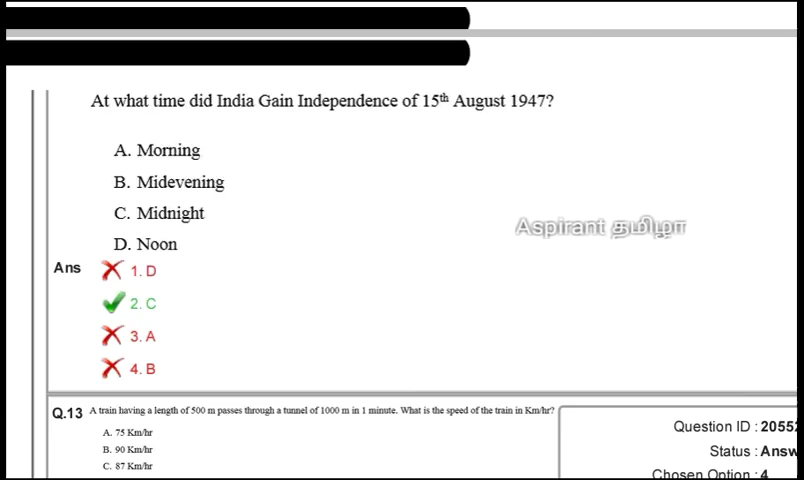 At what time did India Gain Independence of 15th August 1947?
A. Morning
B. Midevening
C. Midnight
Aspirant தமிழா
D. Noon
Ans
1. D
2. C
3. A
4. B
Q.13 A train having a length of 500 m passes through a tunnel of 1000 m in 1 minute. What is the speed of the train in Km/hr?
A. 75 Km/hr
B. 90 Km/hr
C. 87 Km/hr
Question ID : 2055
Status : Answ
Chosen Option : 4